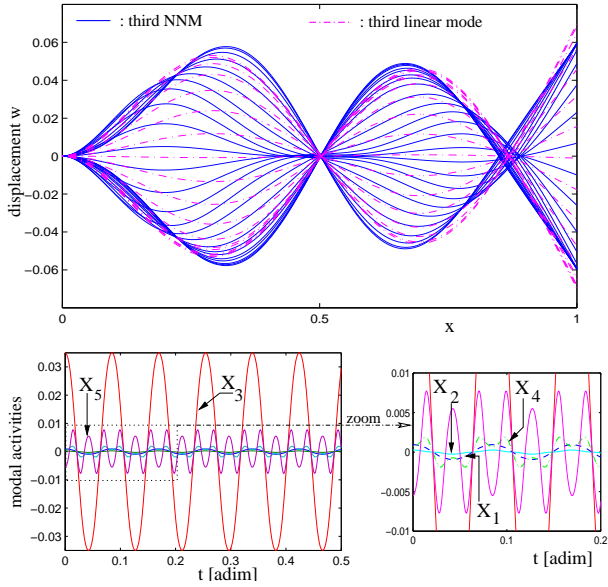 : third NNM
: third linear mode
0.06
0.04
0.02
0
−0.02
−0.04
−0.06
displacement w
0
0.5
1
x
0.03
0.02
0.01
0
−0.01
−0.02
−0.03
modal activities
X5
X3
0
0.1
0.2
0.3
0.4
0.5
t [adim]
zoom
0.01
0.005
0
−0.005
−0.01
X2
X4
X1
0
0.1
0.2
t [adim]